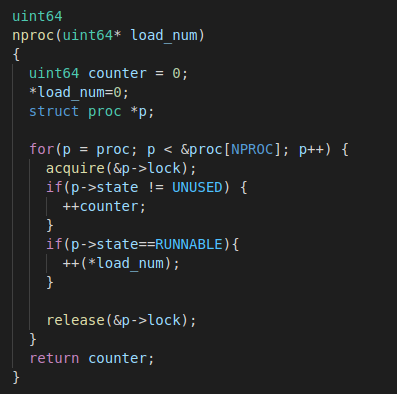 uint64
nproc(uint64* load_num)
{
  uint64 counter = 0;
  *load_num=0;
  struct proc *p;

  for(p = proc; p < &proc[NPROC]; p++) {
    acquire(&p->lock);
    if(p->state != UNUSED) {
      ++counter;
    }
    if(p->state==RUNNABLE){
      ++(*load_num);
    }

    release(&p->lock);
  }
  return counter;
}